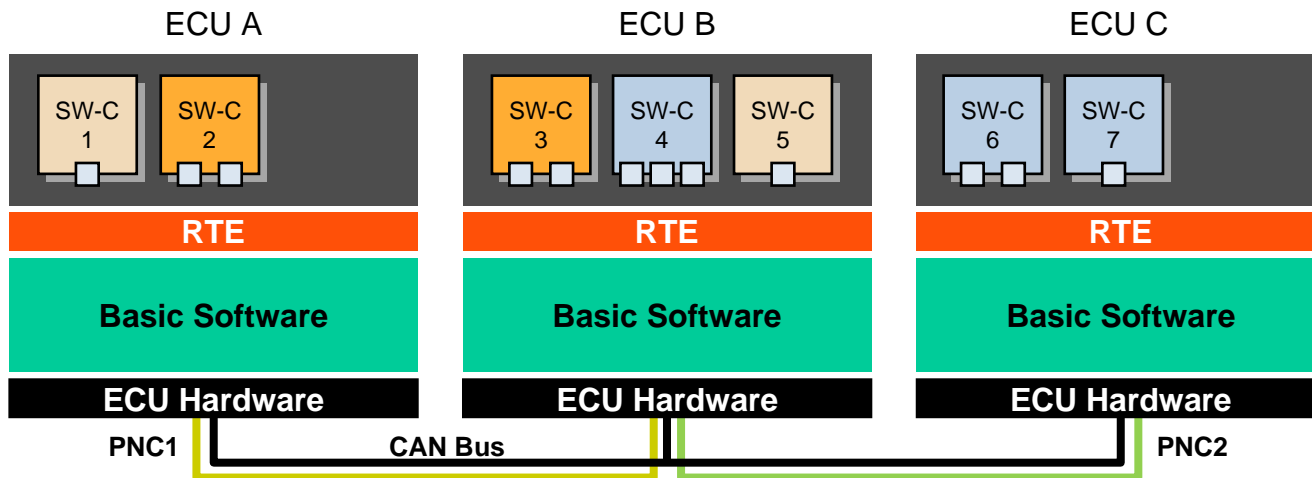 ECU A
ECU B
ECU C
SW-C
1
SW-C
2
SW-C
3
SW-C
4
SW-C
5
SW-C
6
SW-C
7
RTE
RTE
RTE
Basic Software
Basic Software
Basic Software
ECU Hardware
ECU Hardware
ECU Hardware
PNC1
CAN Bus
PNC2